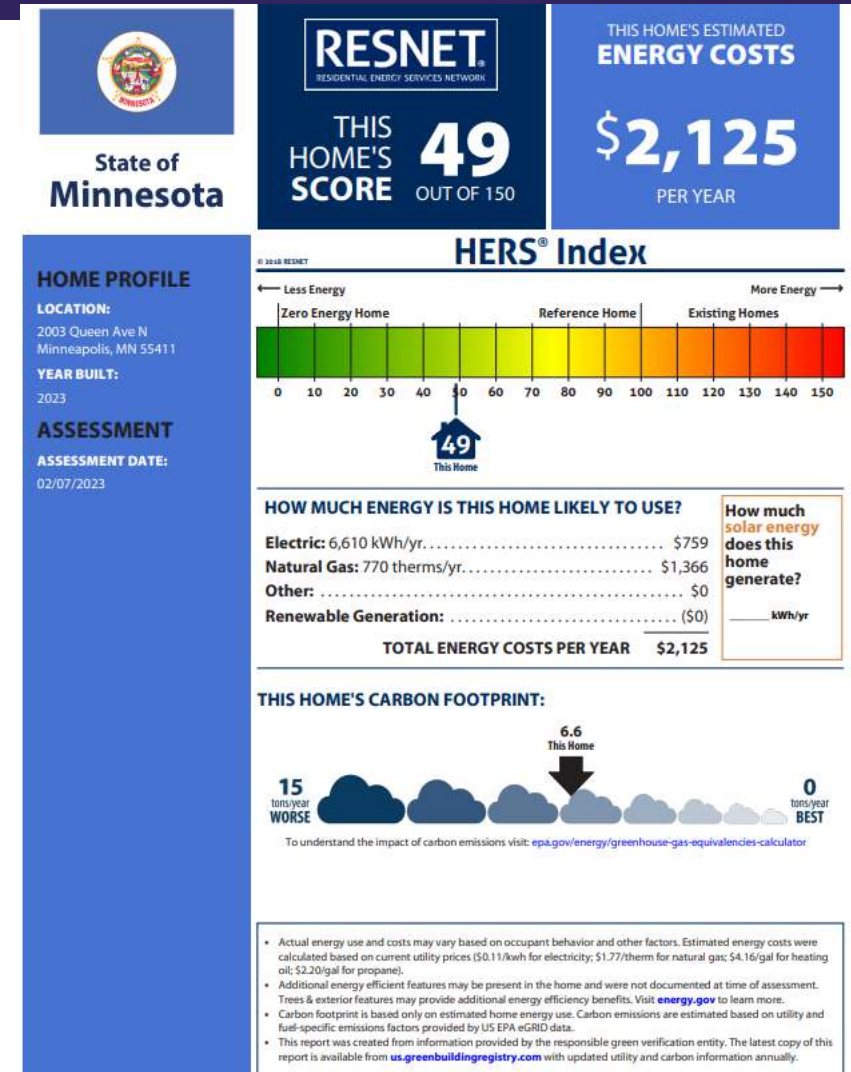 MINNESOTA
State of
Minnesota
RESNET®
RESIDENTIAL ENERGY SERVICES NETWORK
THIS
HOME'S
SCORE
49
OUT OF 150
THIS HOME'S ESTIMATED
ENERGY COSTS
$2,125
PER YEAR
HOME PROFILE
LOCATION:
2003 Queen Ave N
Minneapolis, MN 55411
YEAR BUILT:
2023
ASSESSMENT
ASSESSMENT DATE:
02/07/2023
© 2018 RESNET
HERS® Index
Less Energy
More Energy
Zero Energy Home
Reference Home
Existing Homes
0 10 20 30 40 50 60 70 80 90 100 110 120 130 140 150
49
This Home
HOW MUCH ENERGY IS THIS HOME LIKELY TO USE?
Electric: 6,610 kWh/yr. . . . . . . . . . . . . . . . . . . . . . . . . . . . . . . . . $759
Natural Gas: 770 therms/yr. . . . . . . . . . . . . . . . . . . . . . . . . . . $1,366
Other: . . . . . . . . . . . . . . . . . . . . . . . . . . . . . . . . . . . . . . . . . . . . . $0
Renewable Generation: . . . . . . . . . . . . . . . . . . . . . . . . . . . . . . ($0)
TOTAL ENERGY COSTS PER YEAR $2,125
How much
solar energy
does this
home
generate?
______ kWh/yr
THIS HOME'S CARBON FOOTPRINT:
6.6
This Home
15
tons/year
WORSE
0
tons/year
BEST
To understand the impact of carbon emissions visit: epa.gov/energy/greenhouse-gas-equivalencies-calculator
• Actual energy use and costs may vary based on occupant behavior and other factors. Estimated energy costs were
calculated based on current utility prices ($0.11/kwh for electricity; $1.77/therm for natural gas; $4.16/gal for heating
oil; $2.20/gal for propane).
• Additional energy efficient features may be present in the home and were not documented at time of assessment.
Trees & exterior features may provide additional energy efficiency benefits. Visit energy.gov to learn more.
• Carbon footprint is based only on estimated home energy use. Carbon emissions are estimated based on utility and
fuel-specific emissions factors provided by US EPA eGRID data.
• This report was created from information provided by the responsible green verification entity. The latest copy of this
report is available from us.greenbuildingregistry.com with updated utility and carbon information annually.